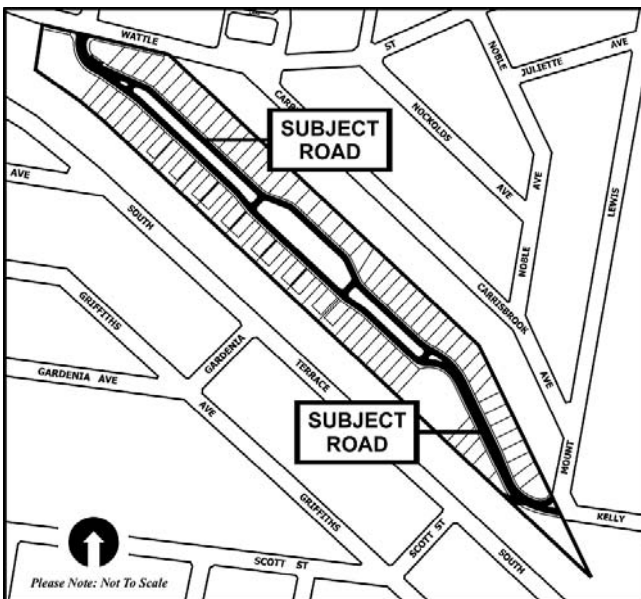 WATTLE
ST
NOBLE
JULIETTE AVE
CARR
NOCKOLDS
AVE
SUBJECT
ROAD
AVE
NOBLE
LEWIS
AVE
SOUTH
CARRISBROOK
AVE
GRIFFITHS
GARDENIA
TERRACE
GARDENIA AVE
AVE
SUBJECT
ROAD
MOUNT
GRIFFITHS
KELLY
SCOTT ST
SOUTH
SCOTT ST
Please Note: Not To Scale